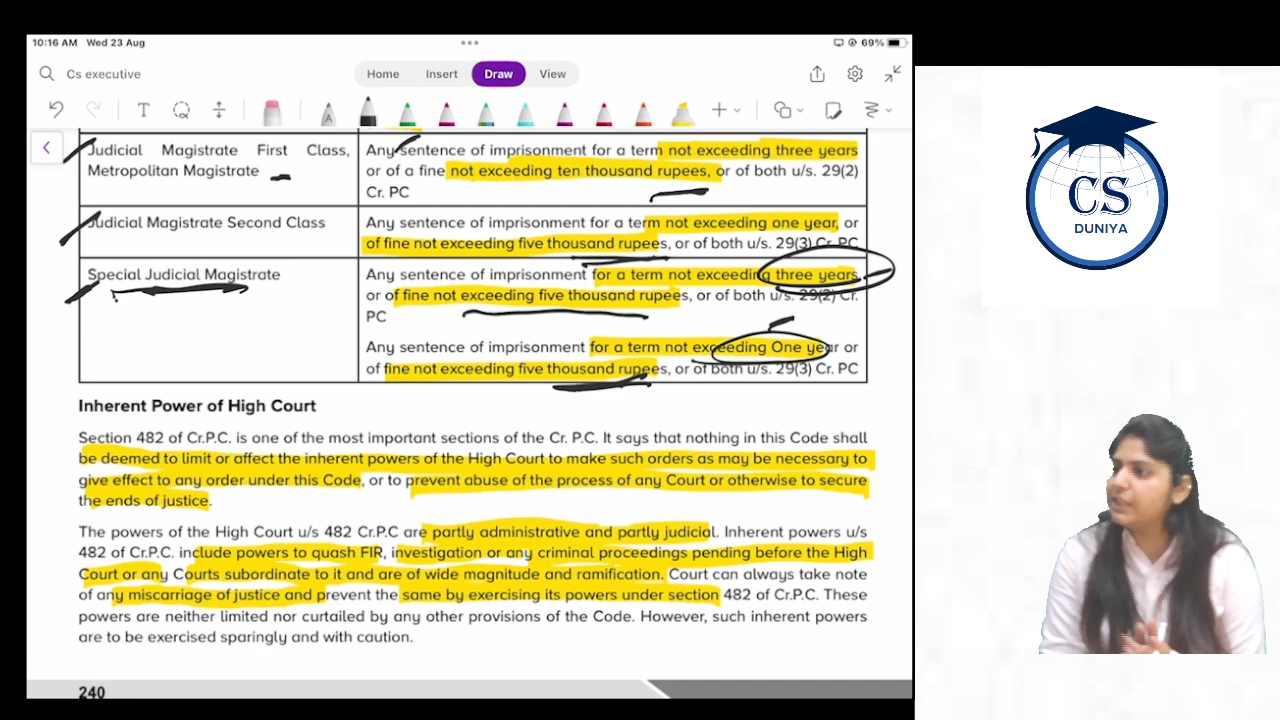 10:16 AM Wed 23 Aug
69%
Cs executive
Home Insert Draw View
CS
DUNIYA
Judicial Magistrate First Class,
Metropolitan Magistrate
Any sentence of imprisonment for a term not exceeding three years
or of a fine not exceeding ten thousand rupees, or of both u/s. 29(2)
Cr. PC
Judicial Magistrate Second Class
Any sentence of imprisonment for a term not exceeding one year, or
of fine not exceeding five thousand rupees, or of both u/s. 29(3) Cr. PC
Special Judicial Magistrate
Any sentence of imprisonment for a term not exceeding three years
or of fine not exceeding five thousand rupees, or of both u/s. 29(2) Cr.
PC
Any sentence of imprisonment for a term not exceeding One year or
of fine not exceeding five thousand rupees, or of both u/s. 29(3) Cr. PC
Inherent Power of High Court
Section 482 of Cr.P.C. is one of the most important sections of the Cr. P.C. It says that nothing in this Code shall
be deemed to limit or affect the inherent powers of the High Court to make such orders as may be necessary to
give effect to any order under this Code, or to prevent abuse of the process of any Court or otherwise to secure
the ends of justice.
The powers of the High Court u/s 482 Cr.P.C are partly administrative and partly judicial. Inherent powers u/s
482 of Cr.P.C. include powers to quash FIR, investigation or any criminal proceedings pending before the High
Court or any Courts subordinate to it and are of wide magnitude and ramification. Court can always take note
of any miscarriage of justice and prevent the same by exercising its powers under section 482 of Cr.P.C. These
powers are neither limited nor curtailed by any other provisions of the Code. However, such inherent powers
are to be exercised sparingly and with caution.
240